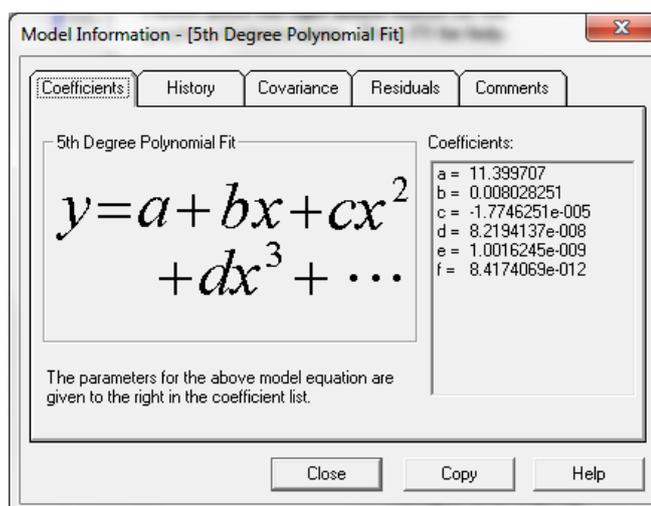 Model Information - [5th Degree Polynomial Fit]
Coefficients History Covariance Residuals Comments
5th Degree Polynomial Fit
y=a+bx+cx²
+dx³+⋯
Coefficients:
a = 11.399707
b = 0.008028251
c = -1.7746251e-005
d = 8.2194137e-008
e = 1.0016245e-009
f = 8.4174069e-012
The parameters for the above model equation are
given to the right in the coefficient list.
Close Copy Help